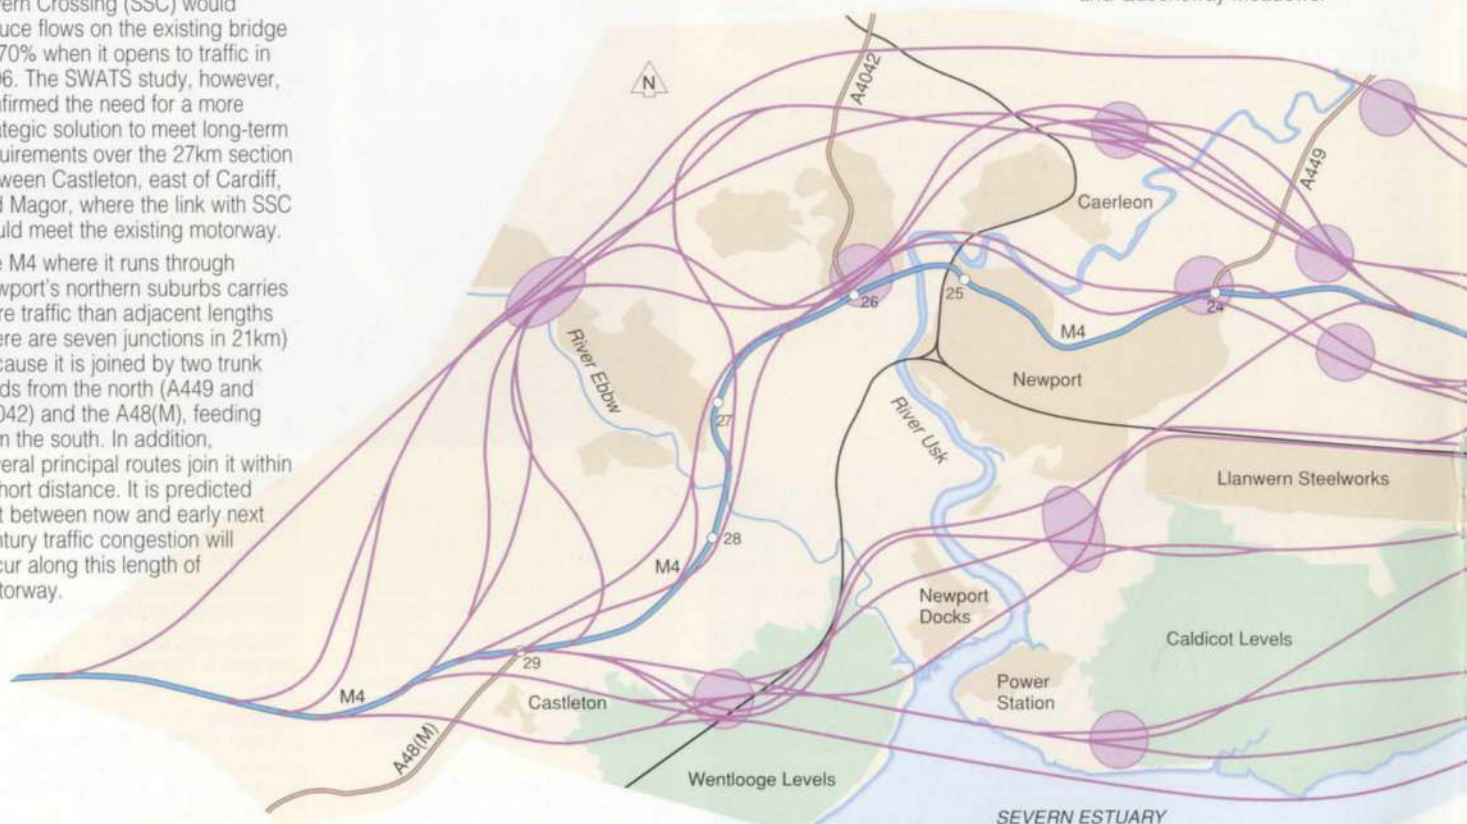 ern Crossing (SSC) would
uce flows on the existing bridge
70% when it opens to traffic in
6. The SWATS study, however,
firmed the need for a more
ategic solution to meet long-term
uirements over the 27km section
ween Castleton, east of Cardiff,
d Magor, where the link with SSC
uld meet the existing motorway.
e M4 where it runs through
wport's northern suburbs carries
re traffic than adjacent lengths
ere are seven junctions in 21km)
cause it is joined by two trunk
ds from the north (A449 and
042) and the A48(M), feeding
m the south. In addition,
veral principal routes join it within
hort distance. It is predicted
t between now and early next
ntury traffic congestion will
cur along this length of
torway.
N
A4042
A449
Caerleon
26
25
24
M4
River Ebbw
Newport
27
River Usk
Llanwern Steelworks
28
M4
Newport
Docks
Caldicot Levels
29
M4
Castleton
Power
Station
A48(M)
Wentlooge Levels
SEVERN ESTUARY